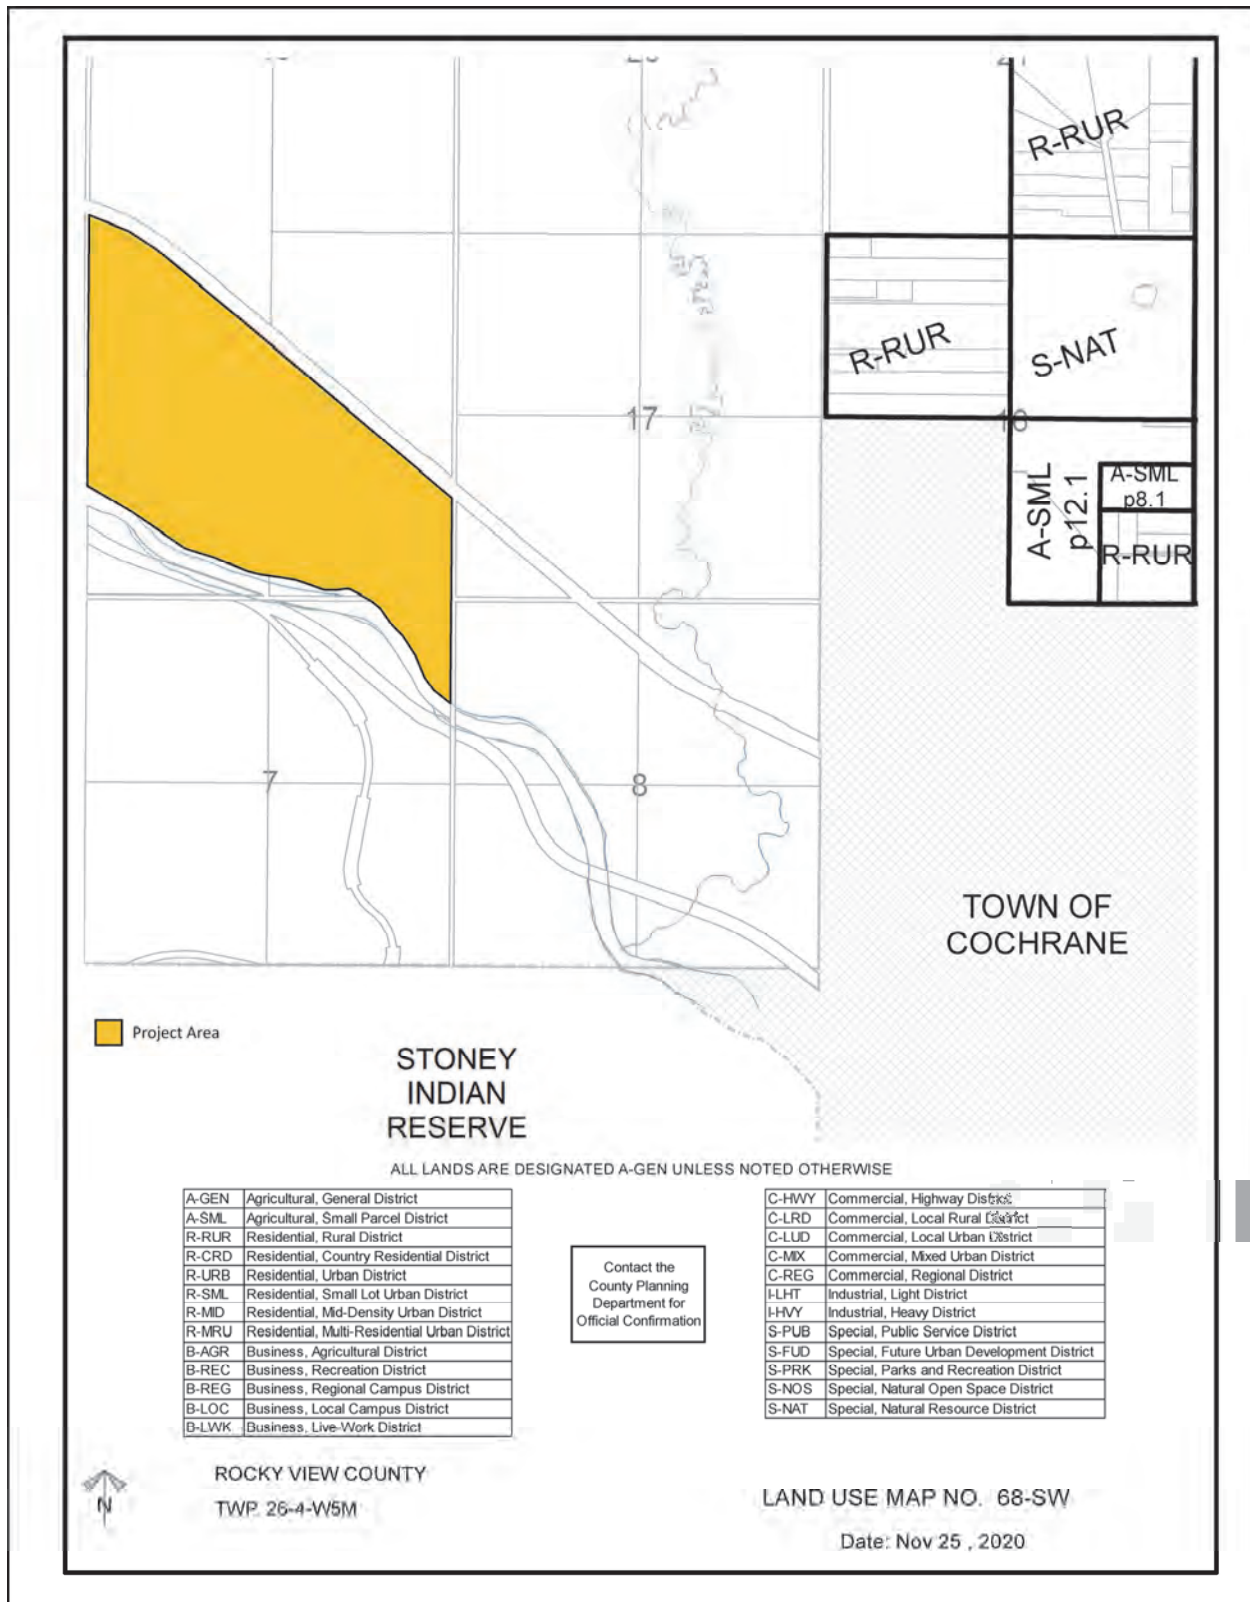 R-RUR
R-RUR
S-NAT
17
A-SML
p12.1
A-SML
p8.1
R-RUR
7
8
TOWN OF
COCHRANE
Project Area
STONEY
INDIAN
RESERVE
ALL LANDS ARE DESIGNATED A-GEN UNLESS NOTED OTHERWISE
A-GEN Agricultural, General District
A-SML Agricultural, Small Parcel District
R-RUR Residential, Rural District
R-CRD Residential, Country Residential District
R-URB Residential, Urban District
R-SML Residential, Small Lot Urban District
R-MID Residential, Mid-Density Urban District
R-MRU Residential, Multi-Residential Urban District
B-AGR Business, Agricultural District
B-REC Business, Recreation District
B-REG Business, Regional Campus District
B-LOC Business, Local Campus District
B-LWK Business, Live-Work District
Contact the
County Planning
Department for
Official Confirmation
C-HWY Commercial, Highway District
C-LRD Commercial, Local Rural District
C-LUD Commercial, Local Urban District
C-MIX Commercial, Mixed Urban District
C-REG Commercial, Regional District
I-LHT Industrial, Light District
I-HVY Industrial, Heavy District
S-PUB Special, Public Service District
S-FUD Special, Future Urban Development District
S-PRK Special, Parks and Recreation District
S-NOS Special, Natural Open Space District
S-NAT Special, Natural Resource District
N
ROCKY VIEW COUNTY
TWP. 26-4-W5M
LAND USE MAP NO. 68-SW
Date: Nov 25 , 2020